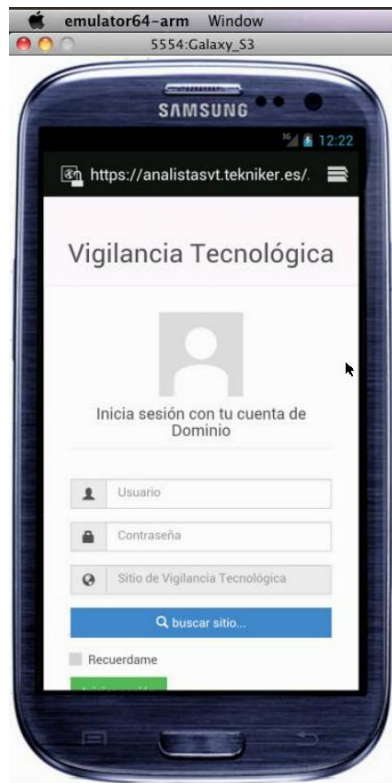 emulator64-arm Window
5554:Galaxy_S3
SAMSUNG
3G 12:22
https://analistasvt.tekniker.es/.
Vigilancia Tecnológica
Inicia sesión con tu cuenta de
Dominio
Usuario
Contraseña
Sitio de Vigilancia Tecnológica
buscar sitio...
Recuerdame